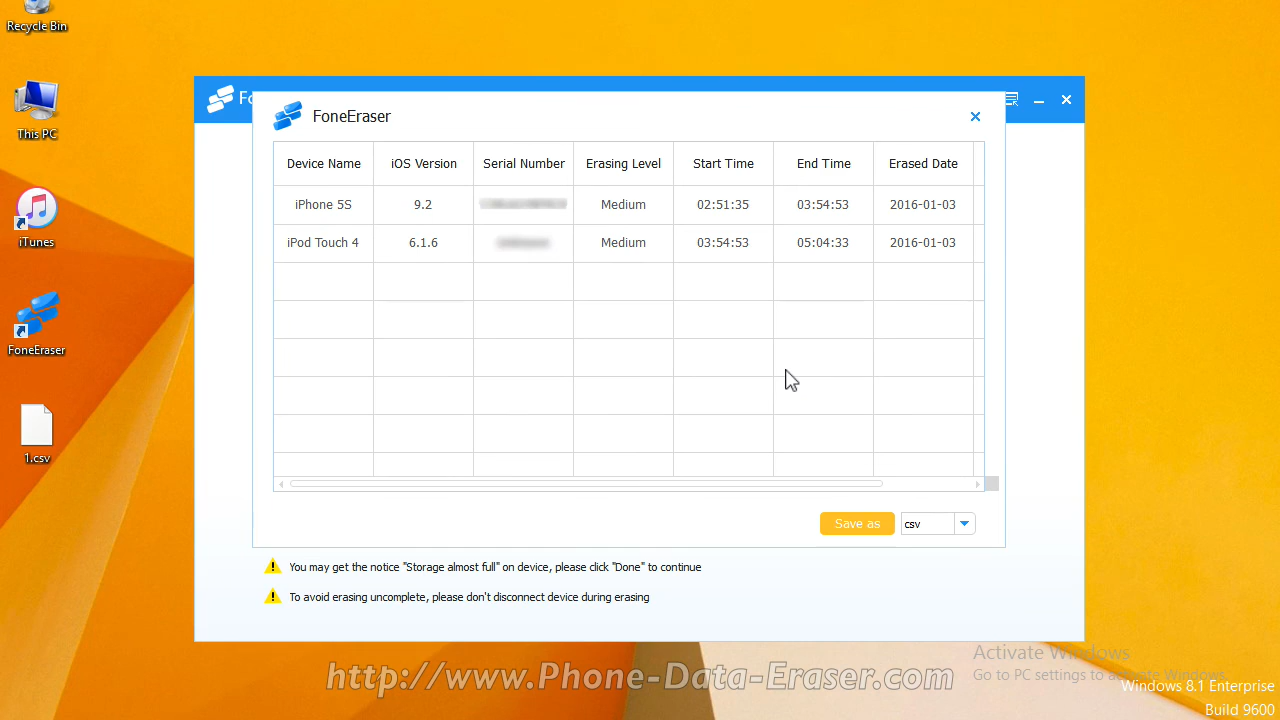 Recycle Bin
This PC
iTunes
FoneEraser
1.csv
Fo
FoneEraser
Device Name iOS Version Serial Number Erasing Level Start Time End Time Erased Date
iPhone 5S 9.2 Medium 02:51:35 03:54:53 2016-01-03
iPod Touch 4 6.1.6 Medium 03:54:53 05:04:33 2016-01-03
Save as csv
You may get the notice "Storage almost full" on device, please click "Done" to continue
To avoid erasing uncomplete, please don't disconnect device during erasing
http://www.Phone-Data-Eraser.com
Activate Windows
Go to PC settings to activate Windows.
Windows 8.1 Enterprise
Build 9600